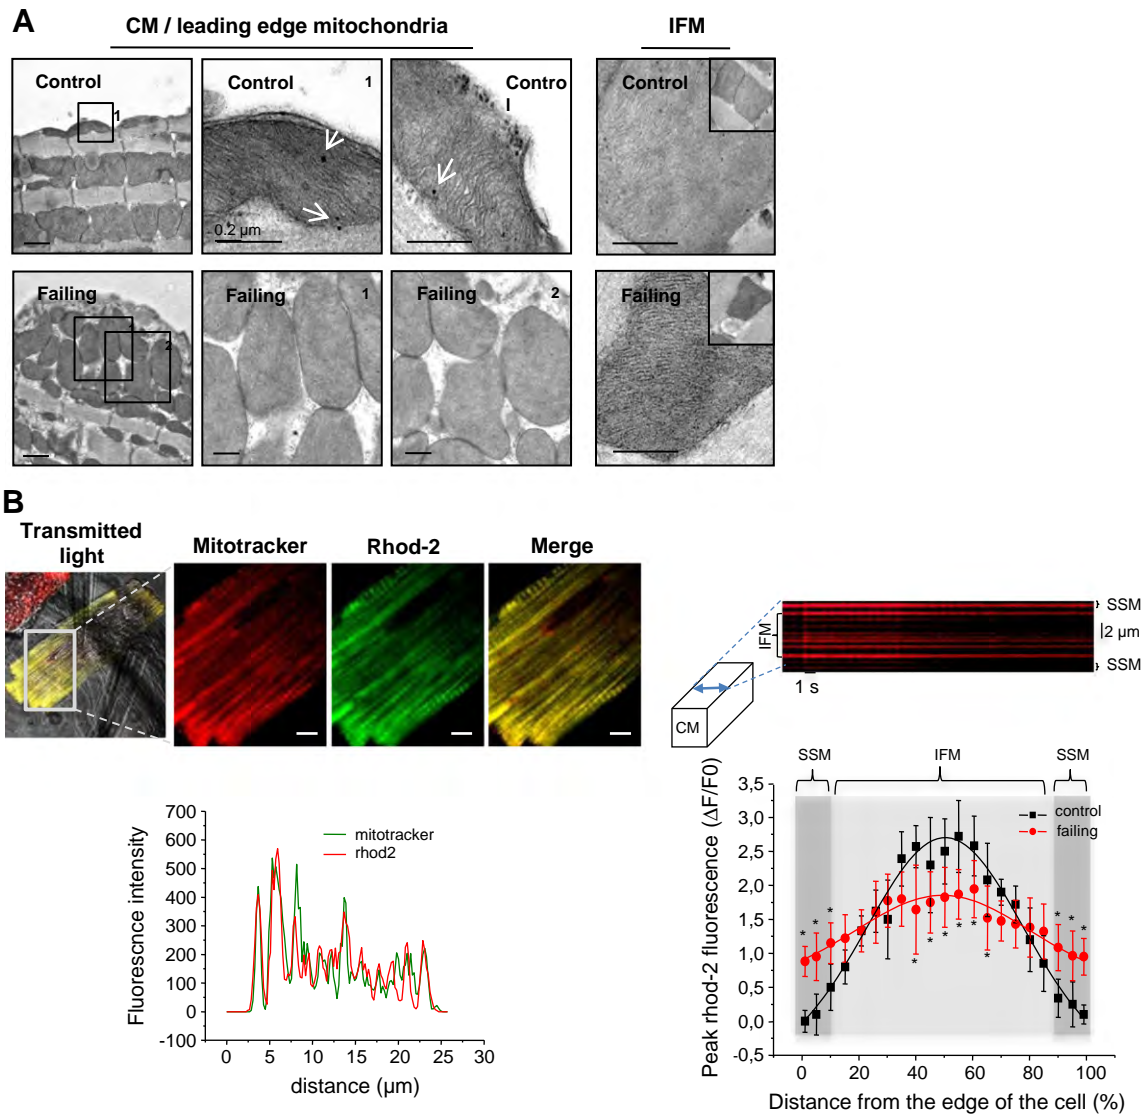 A
CM / leading edge mitochondria
IFM
Control
1
Control
1
Contro
l
Control
0.2 µm
Failing
1
2
Failing
1
Failing
2
Failing
B
Transmitted
light
Mitotracker
Rhod-2
Merge
IFM
SSM
2 µm
SSM
1 s
CM
SSM
IFM
SSM
Fluorescnce intensity
700
600
500
400
300
200
100
0
-100
mitotracker
rhod2
0
5
10
15
20
25
30
distance (µm)
Peak rhod-2 fluorescence (ΔF/F0)
3,5
3,0
2,5
2,0
1,5
1,0
0,5
0,0
-0,5
control
failing
* * * * * * * * * * * *
0
20
40
60
80
100
Distance from the edge of the cell (%)